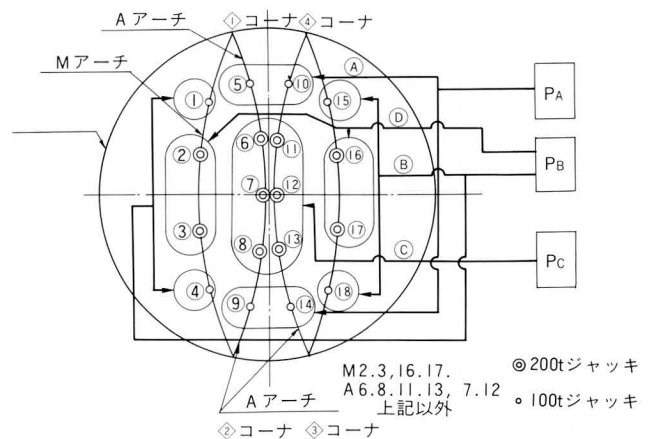 Aアーチ
①コーナ ④コーナ
Mアーチ
⑤ ⑩ Ⓐ
PA
① ⑮
Ⓓ
⑥ ⑪
② ⑯
PB
Ⓑ
⑦ ⑫
③ ⑰
⑧ ⑬
Ⓒ
PC
④ ⑱
⑨ ⑭
M2.3,16.17.
A6.8.11.13, 7.12
上記以外
◎200tジャッキ
○100tジャッキ
Aアーチ
②コーナ ③コーナ